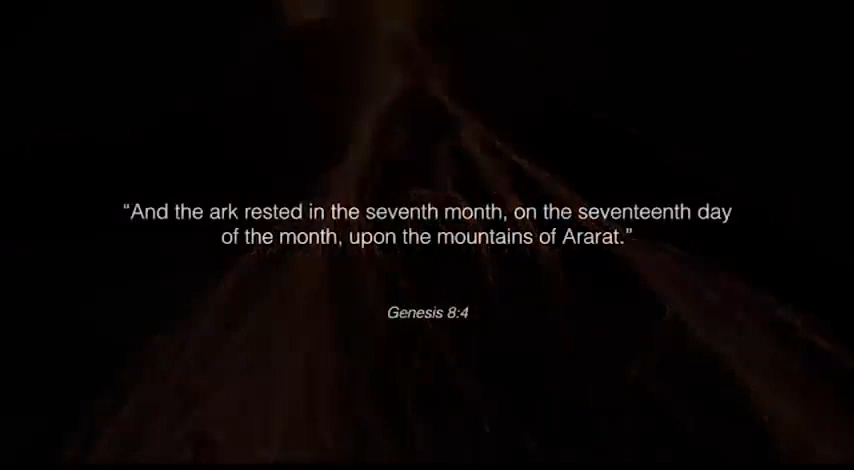 “And the ark rested in the seventh month, on the seventeenth day
of the month, upon the mountains of Ararat.”
Genesis 8:4